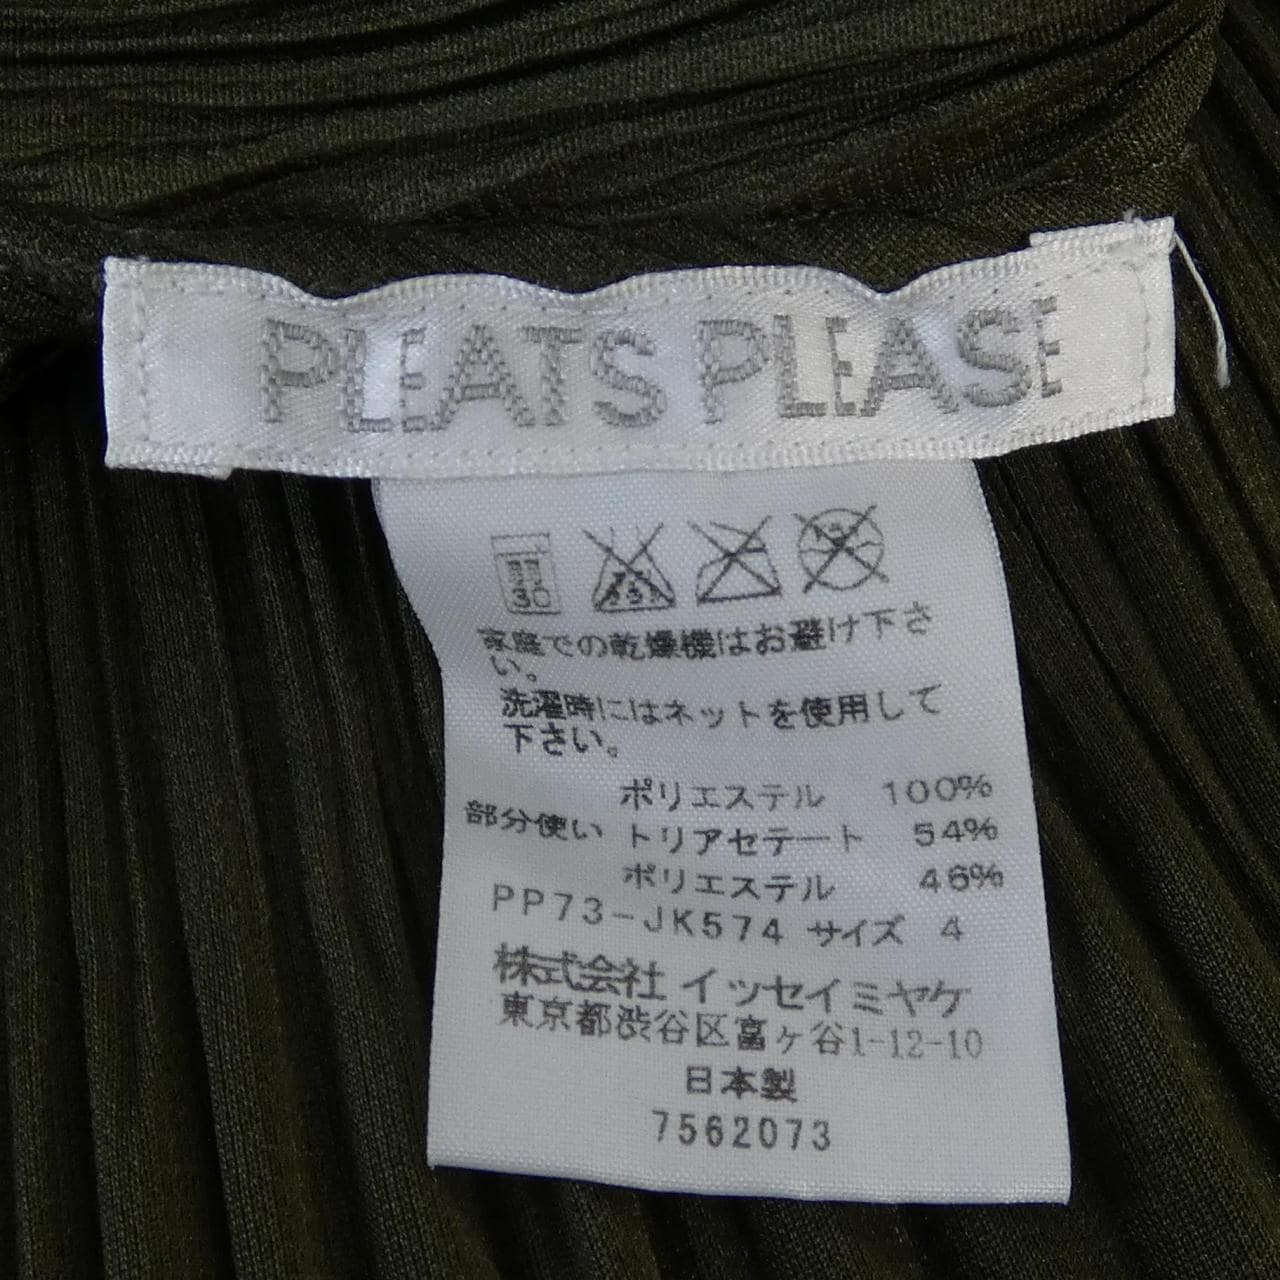 PLEATS PLEASE
30
家庭での乾燥機はお避け下さ
い。
洗濯時にはネットを使用して
下さい。
ポリエステル 100%
部分使い トリアセテート 54%
ポリエステル 46%
PP73-JK574 サイズ 4
株式会社 イッセイミヤケ
東京都渋谷区富ヶ谷1-12-10
日本製
7562073